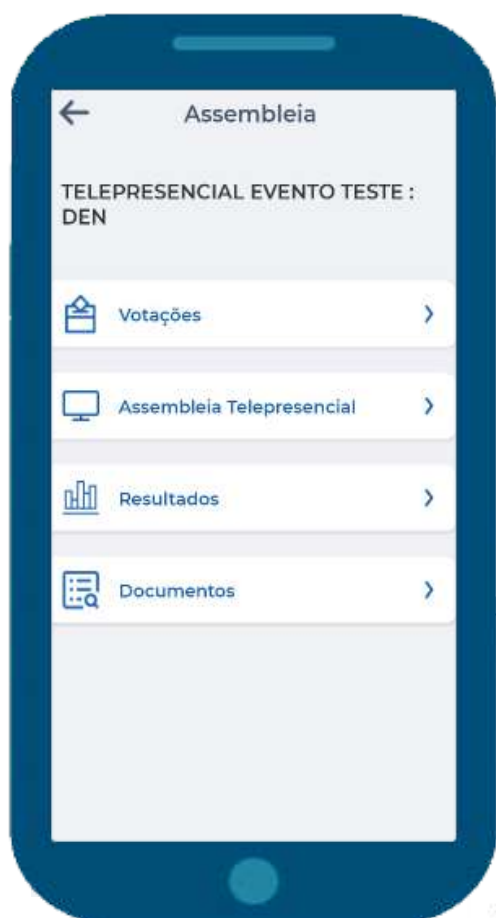 Assembleia
TELEPRESENCIAL EVENTO TESTE :
DEN
Votações
Assembleia Telepresencial
Resultados
Documentos